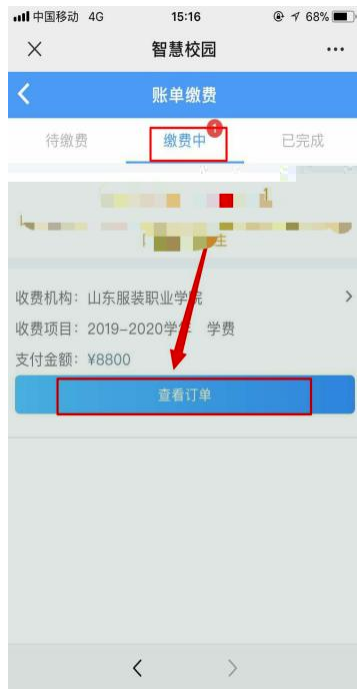 中国移动 4G 15:16 68%
智慧校园
账单缴费
待缴费 缴费中 1 已完成
收费机构：山东服装职业学院
收费项目：2019-2020学年 学费
支付金额：¥8800
查看订单